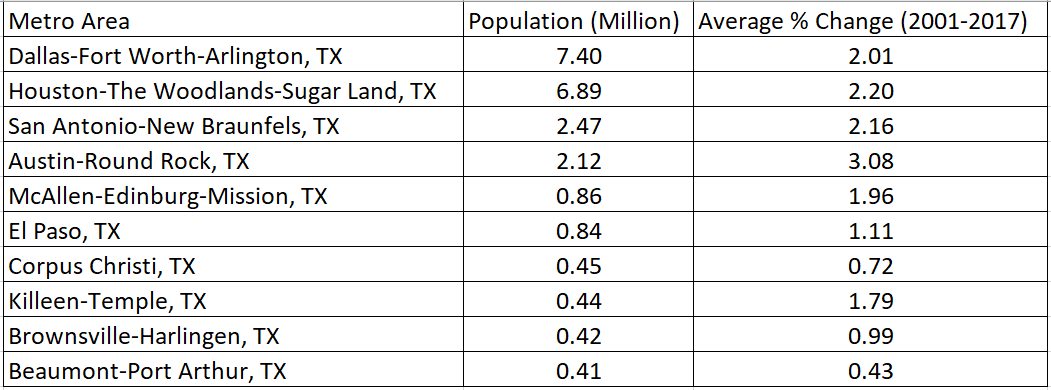 Metro Area Population (Million) Average % Change (2001-2017)
Dallas-Fort Worth-Arlington, TX 7.40 2.01
Houston-The Woodlands-Sugar Land, TX 6.89 2.20
San Antonio-New Braunfels, TX 2.47 2.16
Austin-Round Rock, TX 2.12 3.08
McAllen-Edinburg-Mission, TX 0.86 1.96
El Paso, TX 0.84 1.11
Corpus Christi, TX 0.45 0.72
Killeen-Temple, TX 0.44 1.79
Brownsville-Harlingen, TX 0.42 0.99
Beaumont-Port Arthur, TX 0.41 0.43